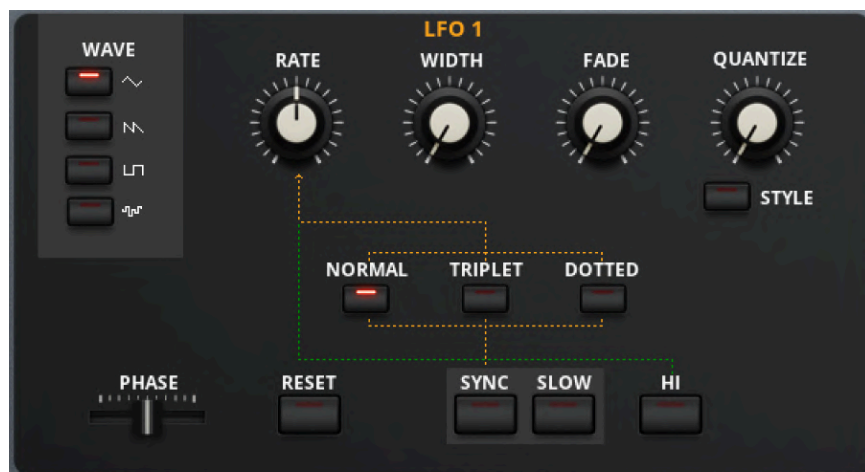 LFO 1
WAVE
RATE
WIDTH
FADE
QUANTIZE
STYLE
NORMAL
TRIPLET
DOTTED
PHASE
RESET
SYNC
SLOW
HI